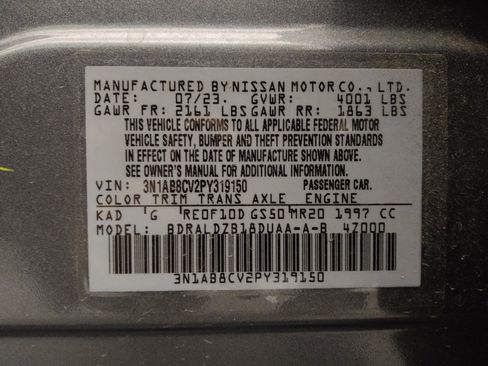 MANUFACTURED BY NISSAN MOTOR CO., LTD.
DATE: 07/23 GVWR: 4001 LBS
GAWR FR: 2161 LBS GAWR RR: 1863 LBS
THIS VEHICLE CONFORMS TO ALL APPLICABLE FEDERAL MOTOR
VEHICLE SAFETY, BUMPER, AND THEFT PREVENTION STANDARDS
IN EFFECT ON THE DATE OF MANUFACTURE SHOWN ABOVE.
SEE OWNER'S MANUAL FOR ADDITIONAL INFORMATION.
VIN: 3N1AB8CV2PY319150 PASSENGER CAR.
COLOR TRIM TRANS AXLE ENGINE
KAD G RE0F10D GS50 MR20 1997 CC
MODEL: BDRALDZB18DUAA-A-B 4Z000
3N1AB8CV2PY319150